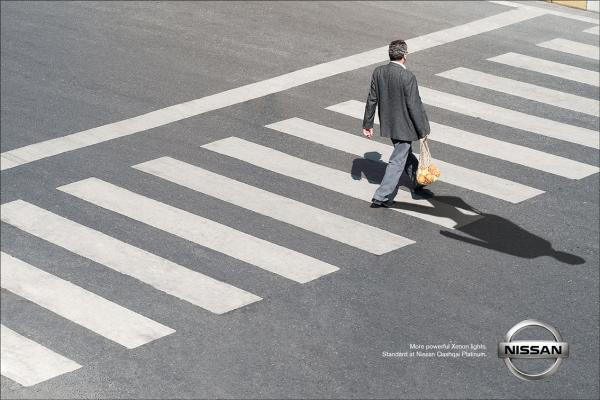 More powerful Xenon lights.
Standard at Nissan Qashqai Platinum.
NISSAN